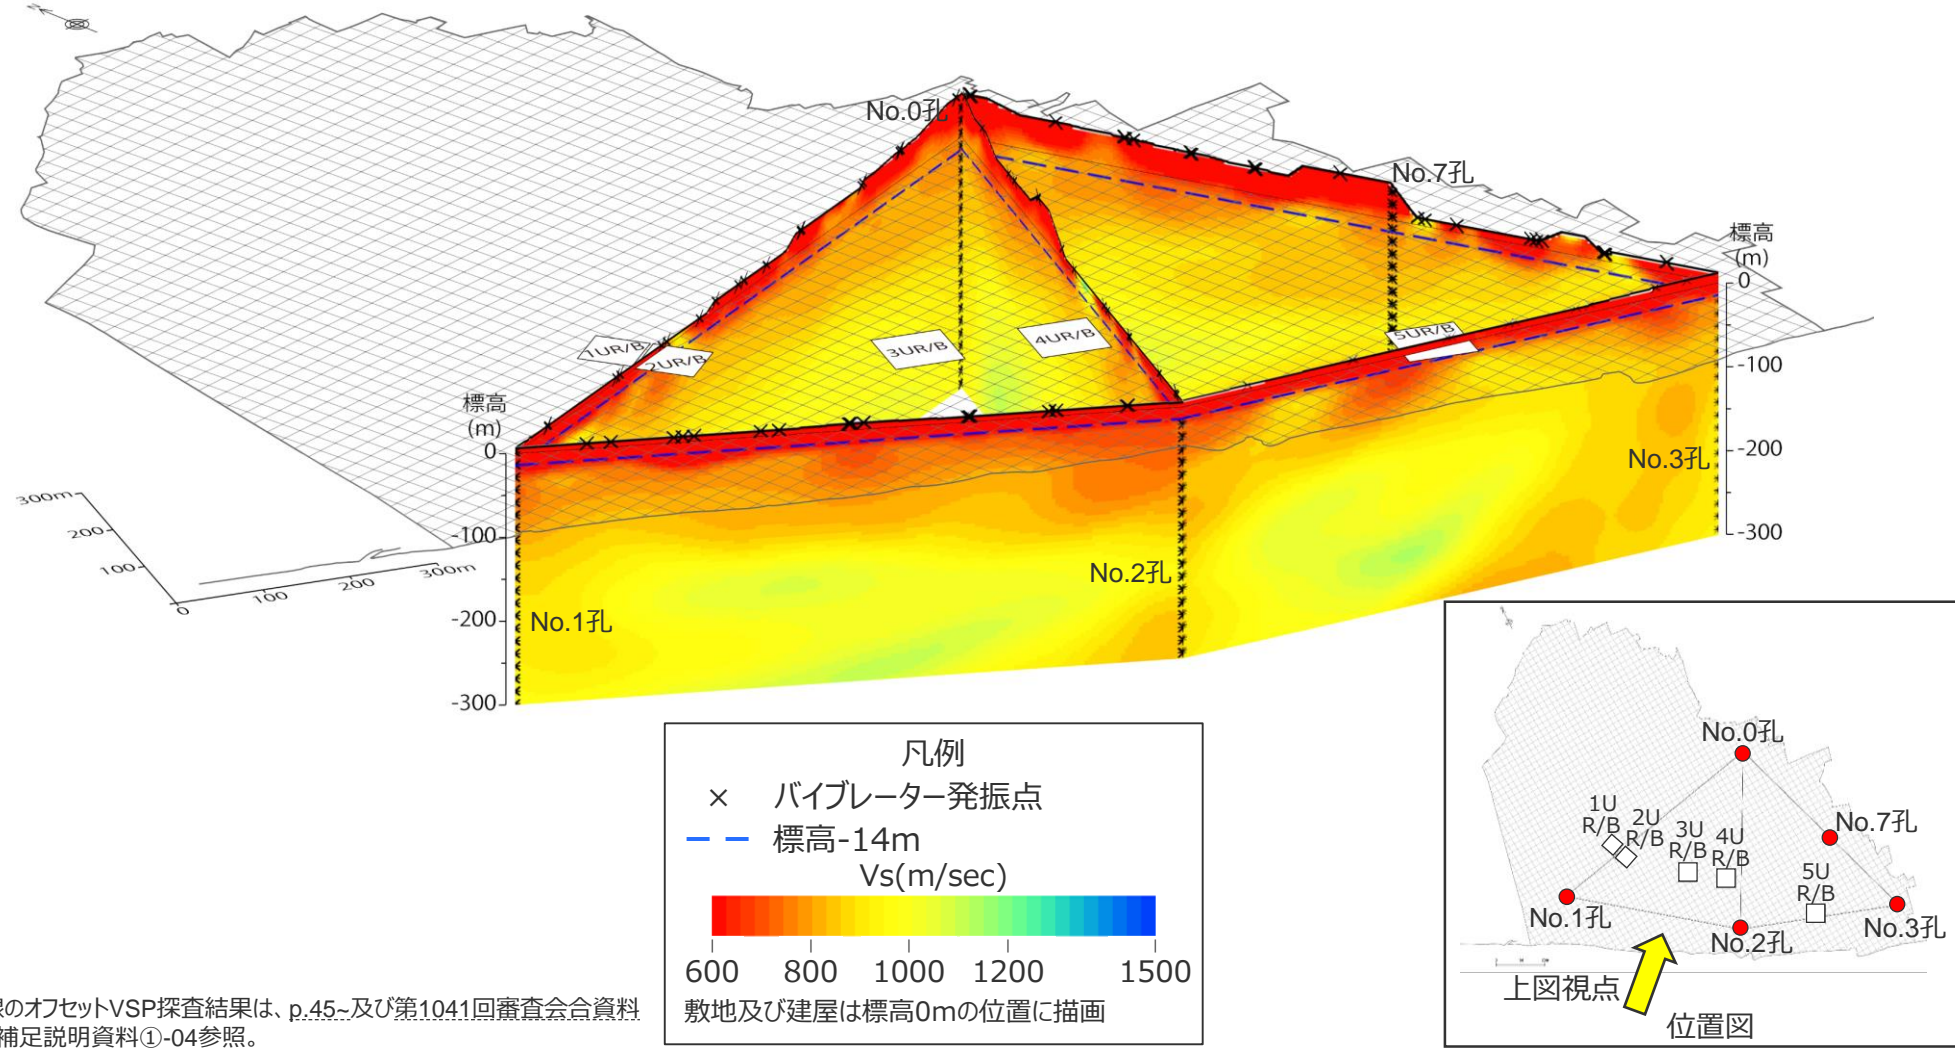 No.0孔
No.7孔
標高
(m)
0
-100
-200
-300
No.3孔
1UR/B
2UR/B
3UR/B
4UR/B
5UR/B
標高
(m)
0
-100
-200
-300
No.1孔
No.2孔
300m
200
100
0
100
200
300m
凡例
× バイブレーター発振点
標高-14m
Vs(m/sec)
600 800 1000 1200 1500
敷地及び建屋は標高0mの位置に描画
No.0孔
No.7孔
1U
R/B
2U
R/B
3U
R/B
4U
R/B
5U
R/B
No.1孔
No.2孔
No.3孔
上図視点
位置図
のオフセットVSP探査結果は、p.45~及び第1041回審査会合資料
補足説明資料①-04参照。